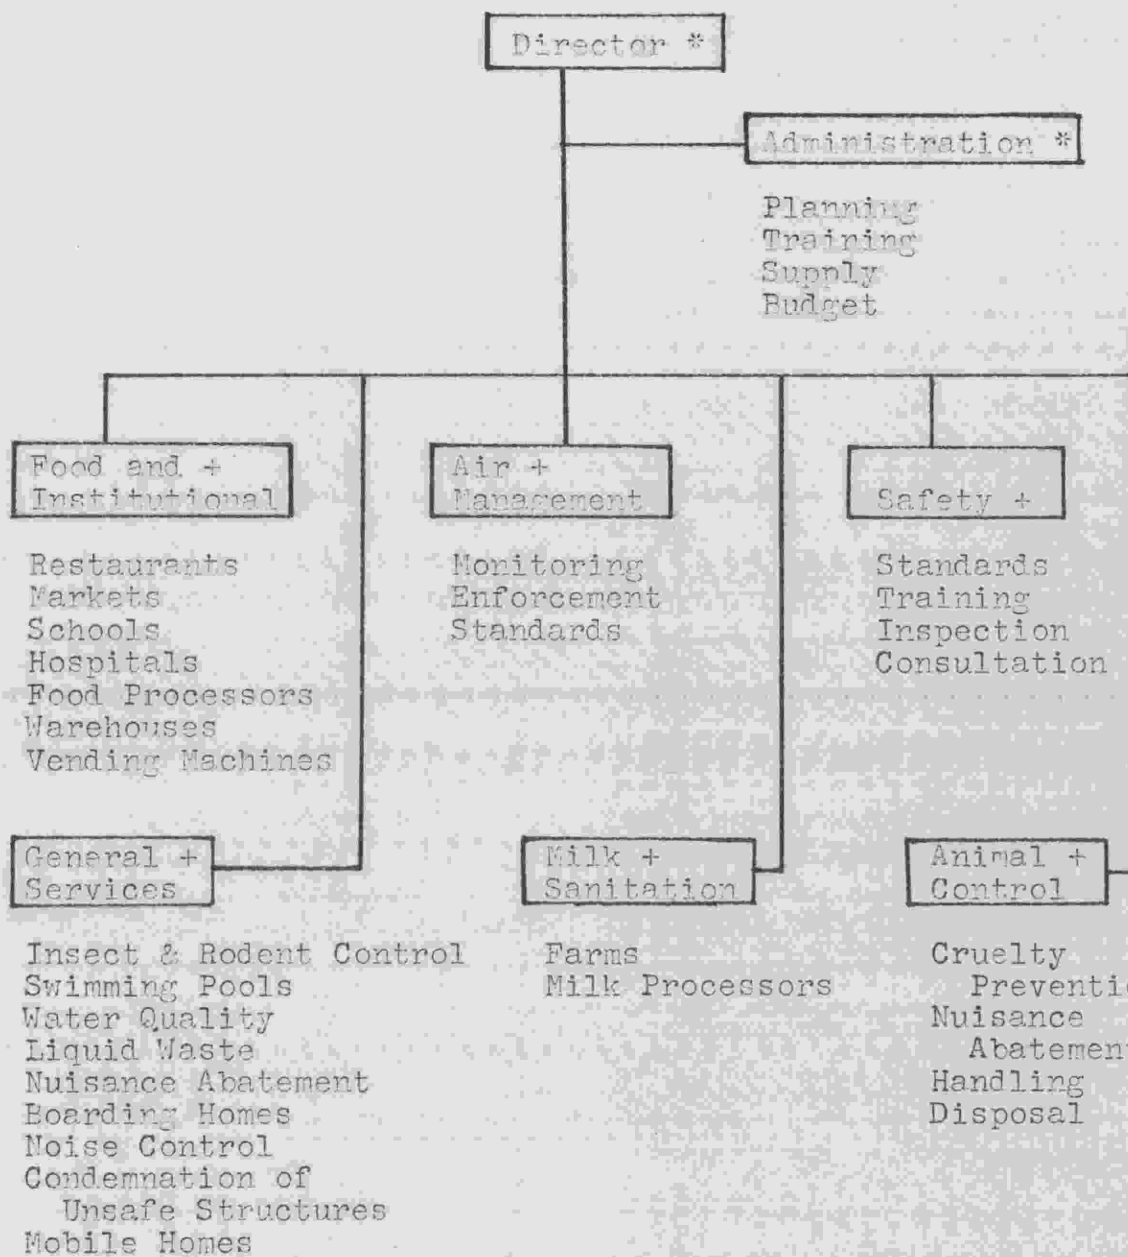 Director *
Administration *
Planning
Training
Supply
Budget
Food and +
Institutional
Restaurants
Markets
Schools
Hospitals
Food Processors
Warehouses
Vending Machines
Air +
Management
Monitoring
Enforcement
Standards
Safety +
Standards
Training
Inspection
Consultation
General +
Services
Insect & Rodent Control
Swimming Pools
Water Quality
Liquid Waste
Nuisance Abatement
Boarding Homes
Noise Control
Condemnation of
Unsafe Structures
Mobile Homes
Milk +
Sanitation
Farms
Milk Processors
Animal +
Control
Cruelty
Preventi
Nuisance
Abatemen
Handling
Disposal